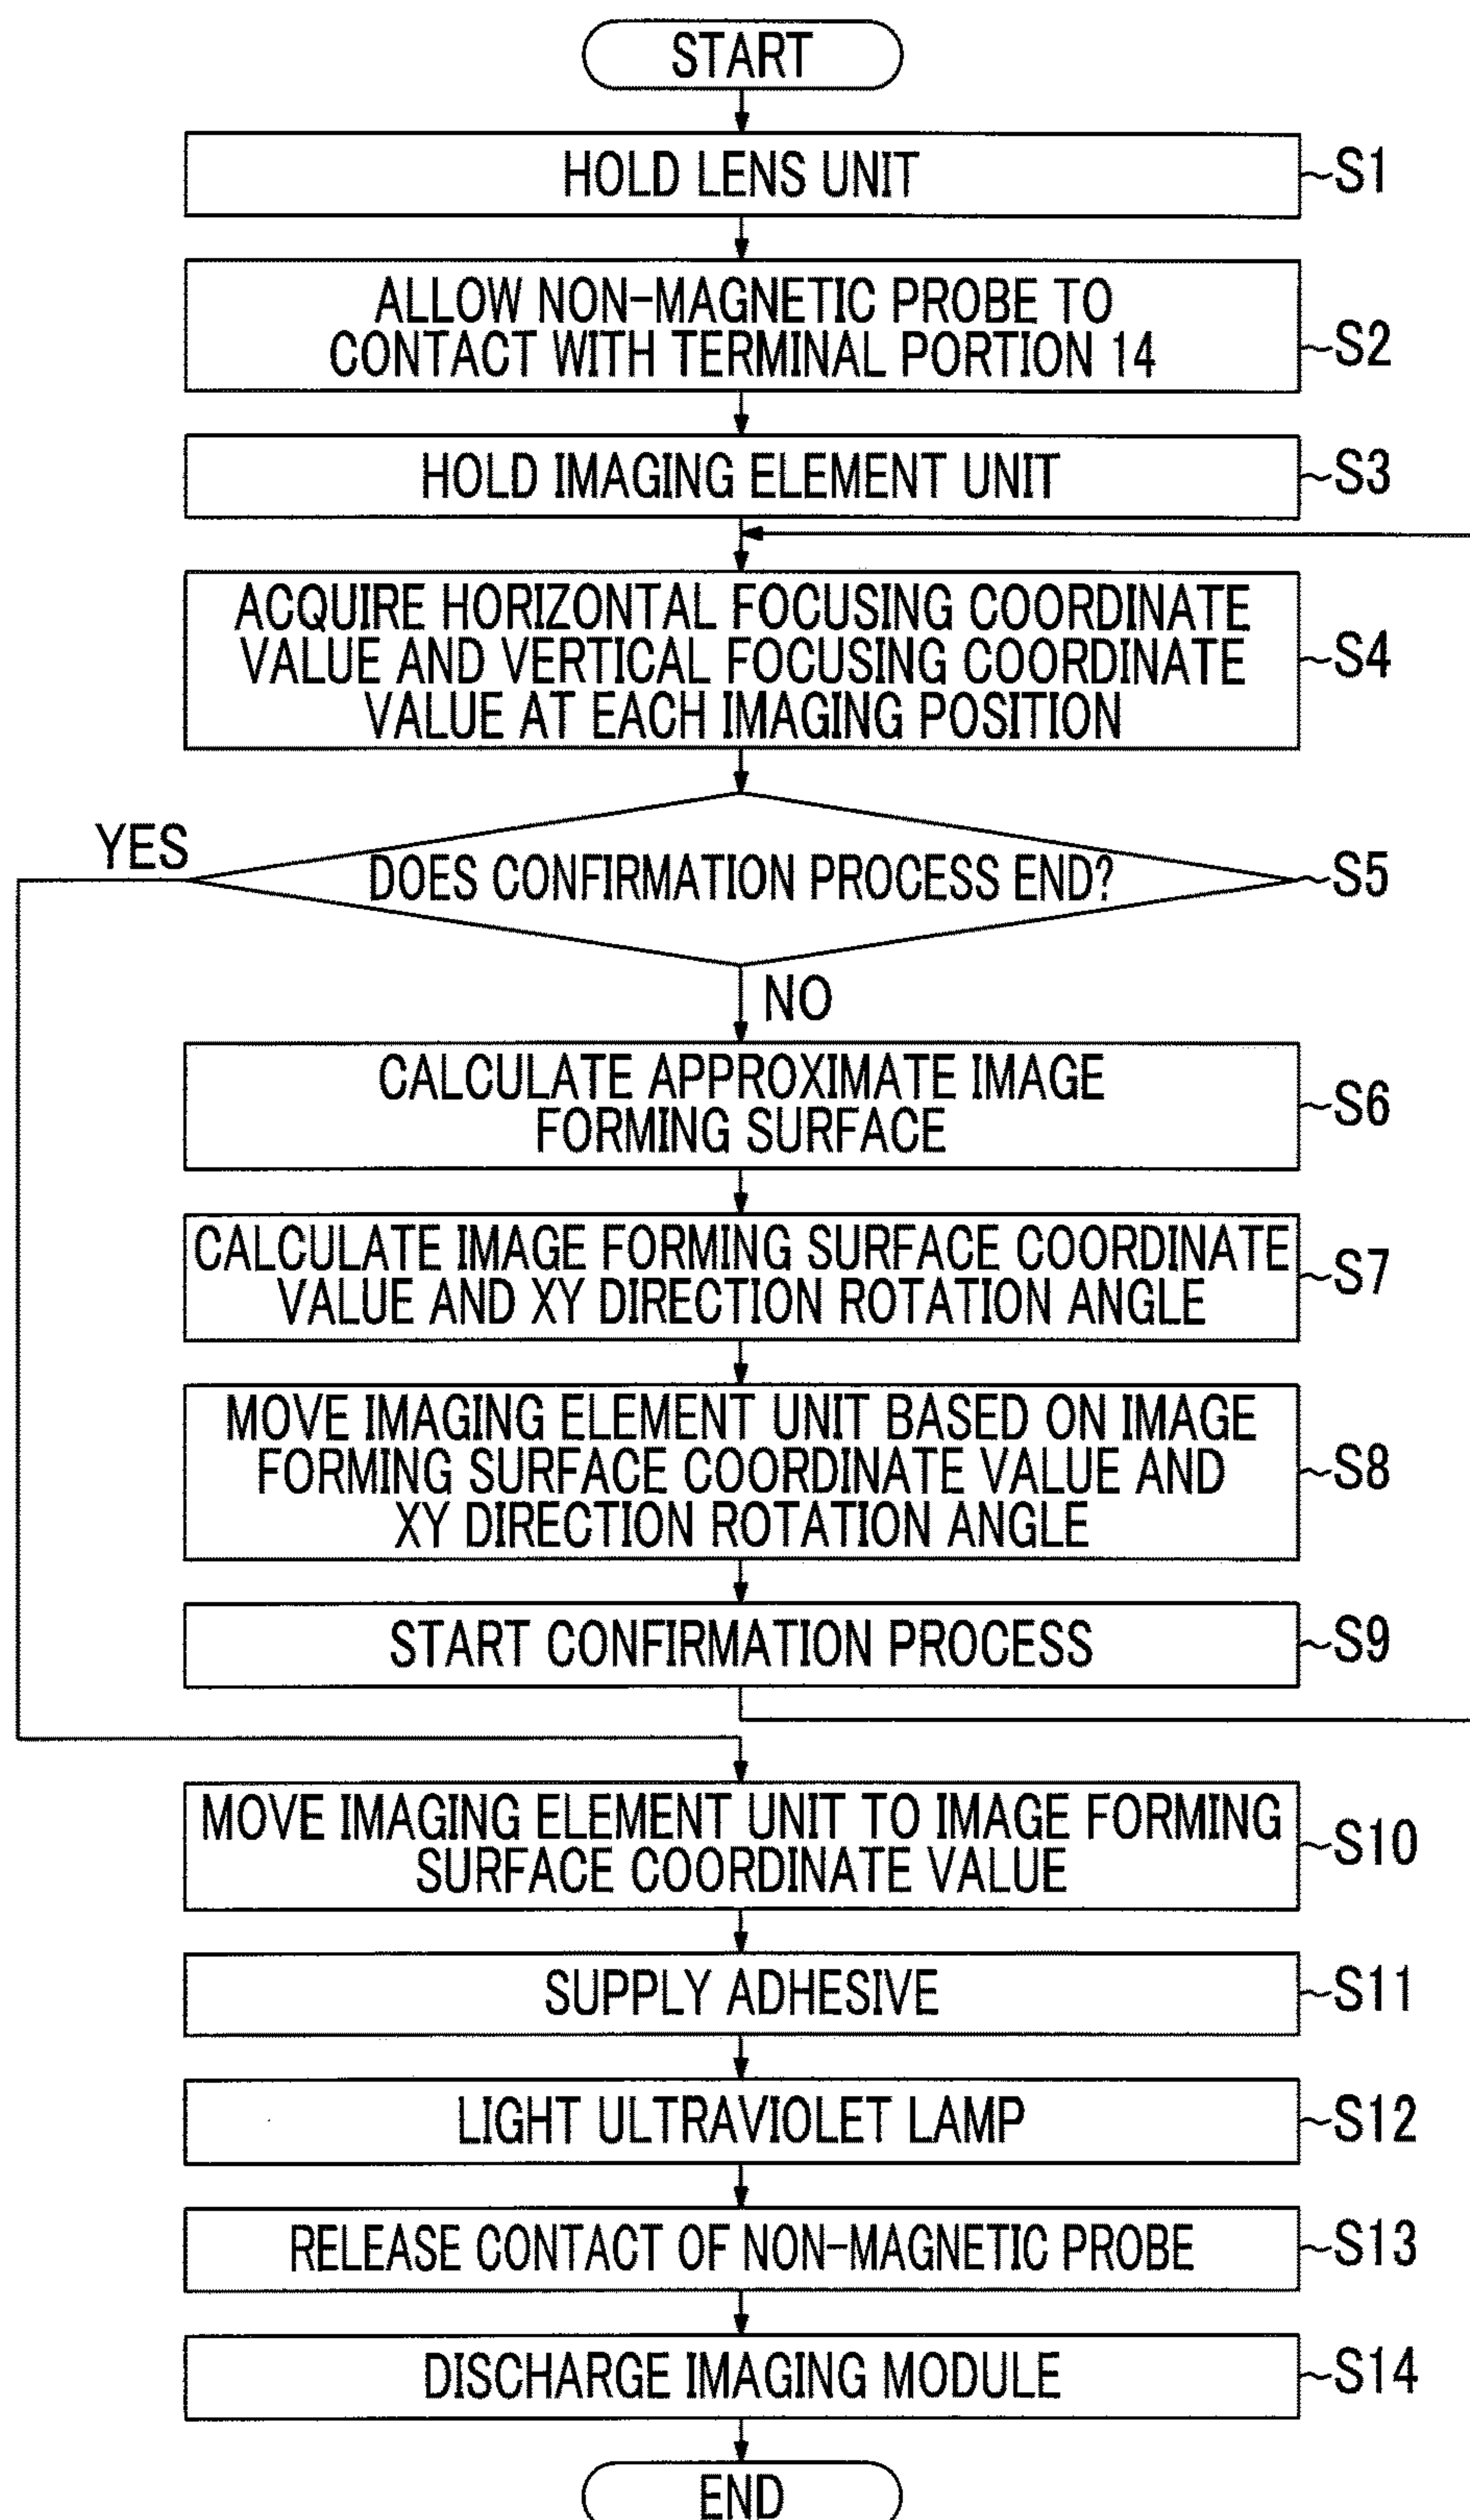 START
HOLD LENS UNIT
S1
ALLOW NON-MAGNETIC PROBE TO
CONTACT WITH TERMINAL PORTION 14
S2
HOLD IMAGING ELEMENT UNIT
S3
ACQUIRE HORIZONTAL FOCUSING COORDINATE
VALUE AND VERTICAL FOCUSING COORDINATE
VALUE AT EACH IMAGING POSITION
S4
YES
DOES CONFIRMATION PROCESS END?
S5
NO
CALCULATE APPROXIMATE IMAGE
FORMING SURFACE
S6
CALCULATE IMAGE FORMING SURFACE COORDINATE
VALUE AND XY DIRECTION ROTATION ANGLE
S7
MOVE IMAGING ELEMENT UNIT BASED ON IMAGE
FORMING SURFACE COORDINATE VALUE AND
XY DIRECTION ROTATION ANGLE
S8
START CONFIRMATION PROCESS
S9
MOVE IMAGING ELEMENT UNIT TO IMAGE FORMING
SURFACE COORDINATE VALUE
S10
SUPPLY ADHESIVE
S11
LIGHT ULTRAVIOLET LAMP
S12
RELEASE CONTACT OF NON-MAGNETIC PROBE
S13
DISCHARGE IMAGING MODULE
S14
END